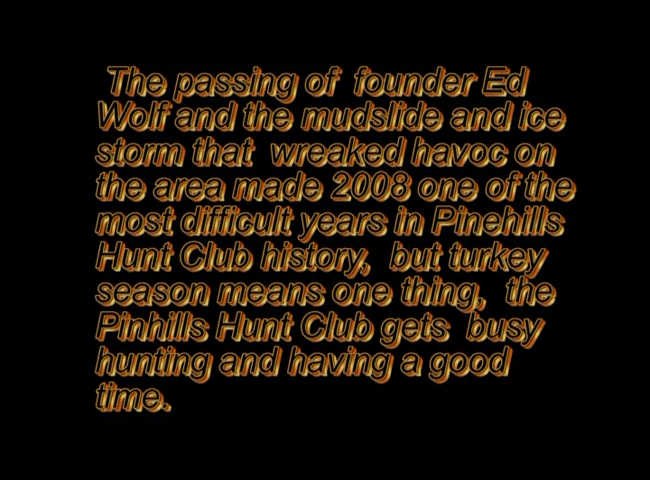 The passing of founder Ed
Wolf and the mudslide and ice
storm that wreaked havoc on
the area made 2008 one of the
most difficult years in Pinehills
Hunt Club history, but turkey
season means one thing, the
Pinhills Hunt Club gets busy
hunting and having a good
time.